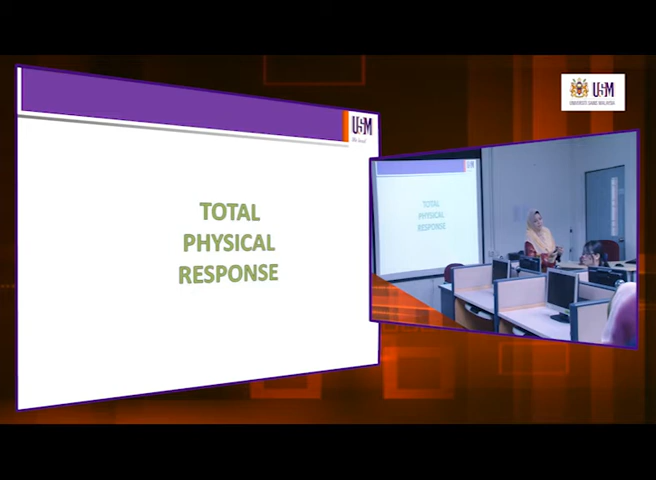 USM
TOTAL
PHYSICAL
RESPONSE
USM
UNIVERSITI SAINS MALAYSIA
TOTAL
PHYSICAL
RESPONSE